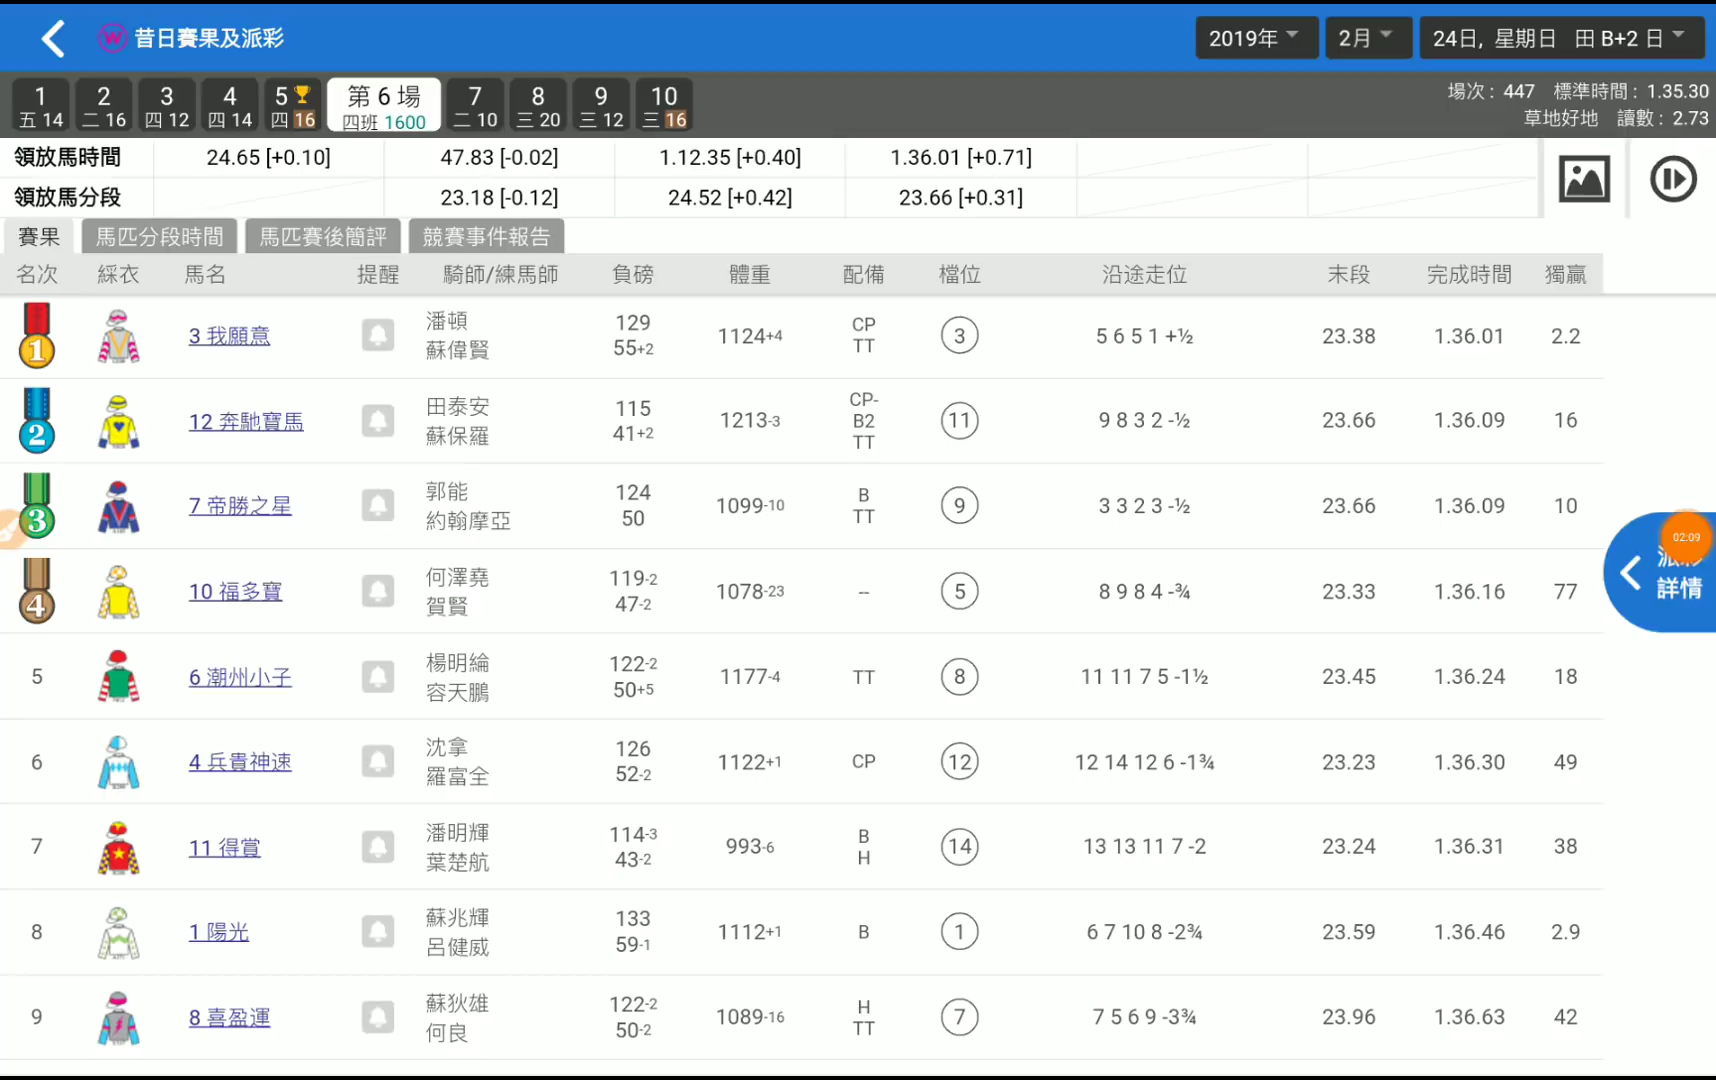 昔日賽果及派彩
2019年
2月
24日, 星期日 田 B+2 日
1
五 14
2
二 16
3
四 12
4
四 14
5
四 16
第 6 場
四班 1600
7
二 10
8
三 20
9
三 12
10
三 16
場次 : 447 標準時間 : 1.35.30
草地好地 讀數 : 2.73
領放馬時間 24.65 [+0.10] 47.83 [-0.02] 1.12.35 [+0.40] 1.36.01 [+0.71]
領放馬分段 23.18 [-0.12] 24.52 [+0.42] 23.66 [+0.31]
賽果 馬匹分段時間 馬匹賽後簡評 競賽事件報告
名次 綵衣 馬名 提醒 騎師/練馬師 負磅 體重 配備 檔位 沿途走位 末段 完成時間 獨贏
1 3 我願意 潘頓 129 1124+4 CP 3 5 6 5 1 +½ 23.38 1.36.01 2.2
蘇偉賢 55+2 TT
2 12 奔馳寶馬 田泰安 115 1213-3 CP- 11 9 8 3 2 -½ 23.66 1.36.09 16
蘇保羅 41+2 B2
TT
3 7 帝勝之星 郭能 124 1099-10 B 9 3 3 2 3 -½ 23.66 1.36.09 10
約翰摩亞 50 TT
4 10 福多寶 何澤堯 119-2 1078-23 -- 5 8 9 8 4 -¾ 23.33 1.36.16 77
賀賢 47-2
5 6 潮州小子 楊明綸 122-2 1177-4 TT 8 11 11 7 5 -1½ 23.45 1.36.24 18
容天鵬 50+5
6 4 兵貴神速 沈拿 126 1122+1 CP 12 12 14 12 6 -1¾ 23.23 1.36.30 49
羅富全 52-2
7 11 得賞 潘明輝 114-3 993-6 B 14 13 13 11 7 -2 23.24 1.36.31 38
葉楚航 43-2 H
8 1 陽光 蘇兆輝 133 1112+1 B 1 6 7 10 8 -2¾ 23.59 1.36.46 2.9
呂健威 59-1
9 8 喜盈運 蘇狄雄 122-2 1089-16 H 7 7 5 6 9 -3¾ 23.96 1.36.63 42
何良 50-2 TT
02:09
派彩
詳情